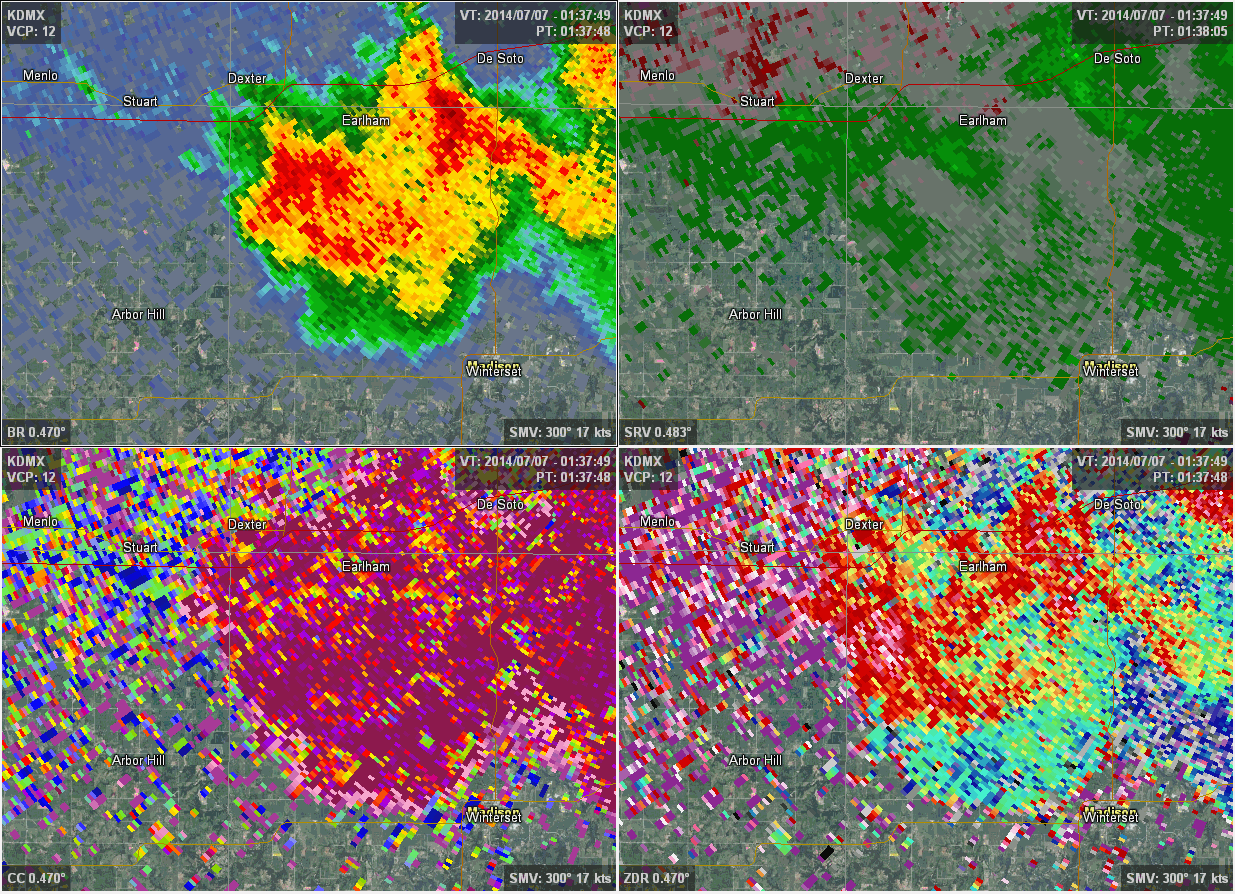 KDMX
VCP: 12
VT: 2014/07/07 - 01:37:49
PT: 01:37:48
Menlo
Stuart
Dexter
De Soto
Earlham
Arbor Hill
Madison
Winterset
BR 0.470°
SMV: 300° 17 kts
KDMX
VCP: 12
VT: 2014/07/07 - 01:37:49
PT: 01:38:05
Menlo
Stuart
Dexter
De Soto
Earlham
Arbor Hill
Madison
Winterset
SRV 0.483°
SMV: 300° 17 kts
KDMX
VCP: 12
VT: 2014/07/07 - 01:37:49
PT: 01:37:48
Menlo
Stuart
Dexter
De Soto
Earlham
Arbor Hill
Madison
Winterset
CC 0.470°
SMV: 300° 17 kts
KDMX
VCP: 12
VT: 2014/07/07 - 01:37:49
PT: 01:37:48
Menlo
Stuart
Dexter
De Soto
Earlham
Arbor Hill
Madison
Winterset
ZDR 0.470°
SMV: 300° 17 kts